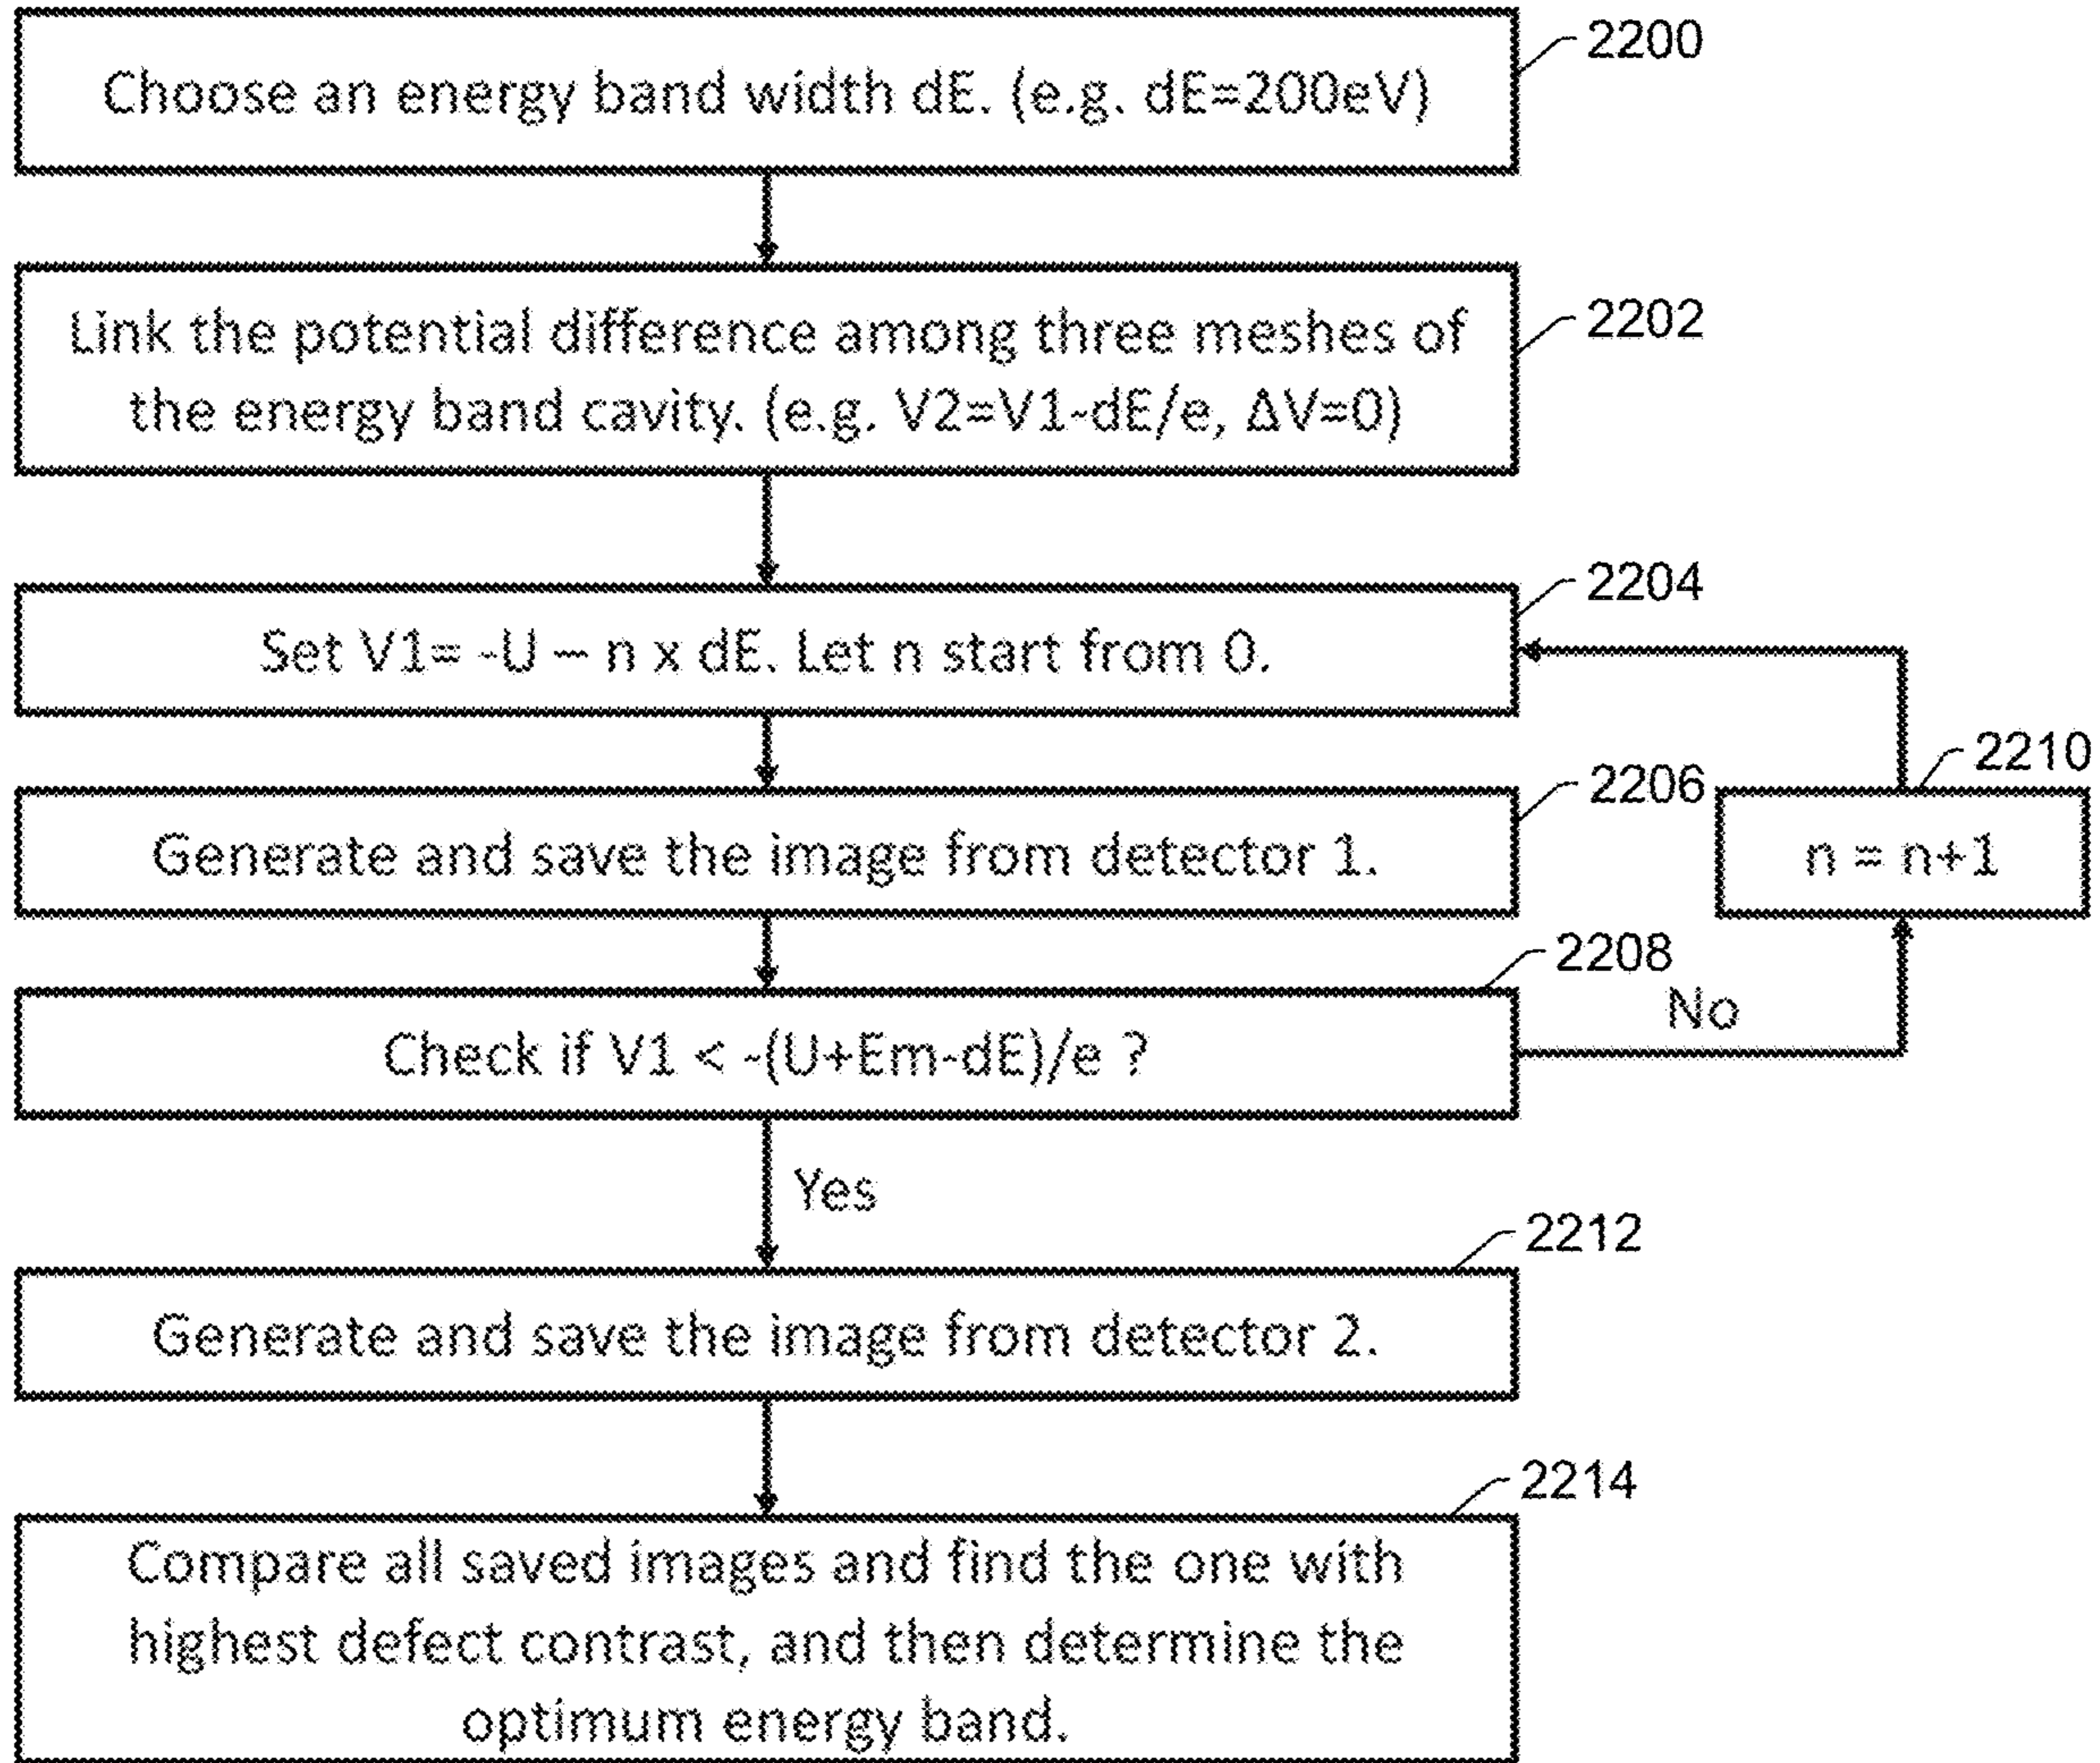 2200
Choose an energy band width dE. (e.g. dE=200eV)
2202
Link the potential difference among three meshes of
the energy band cavity. (e.g. V2=V1-dE/e, ΔV=0)
2204
Set V1= -U – n x dE. Let n start from 0.
2210
2206
Generate and save the image from detector 1.
n = n+1
2208
No
Check if V1 < -(U+Em-dE)/e ?
Yes
2212
Generate and save the image from detector 2.
2214
Compare all saved images and find the one with
highest defect contrast, and then determine the
optimum energy band.